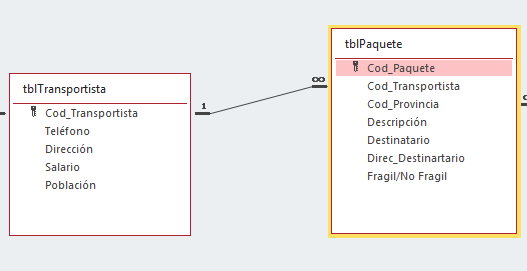 tblTransportista
Cod_Transportista
Teléfono
Dirección
Salario
Población
1
∞
tblPaquete
Cod_Paquete
Cod_Transportista
Cod_Provincia
Descripción
Destinatario
Direc_Destinartario
Fragil/No Fragil